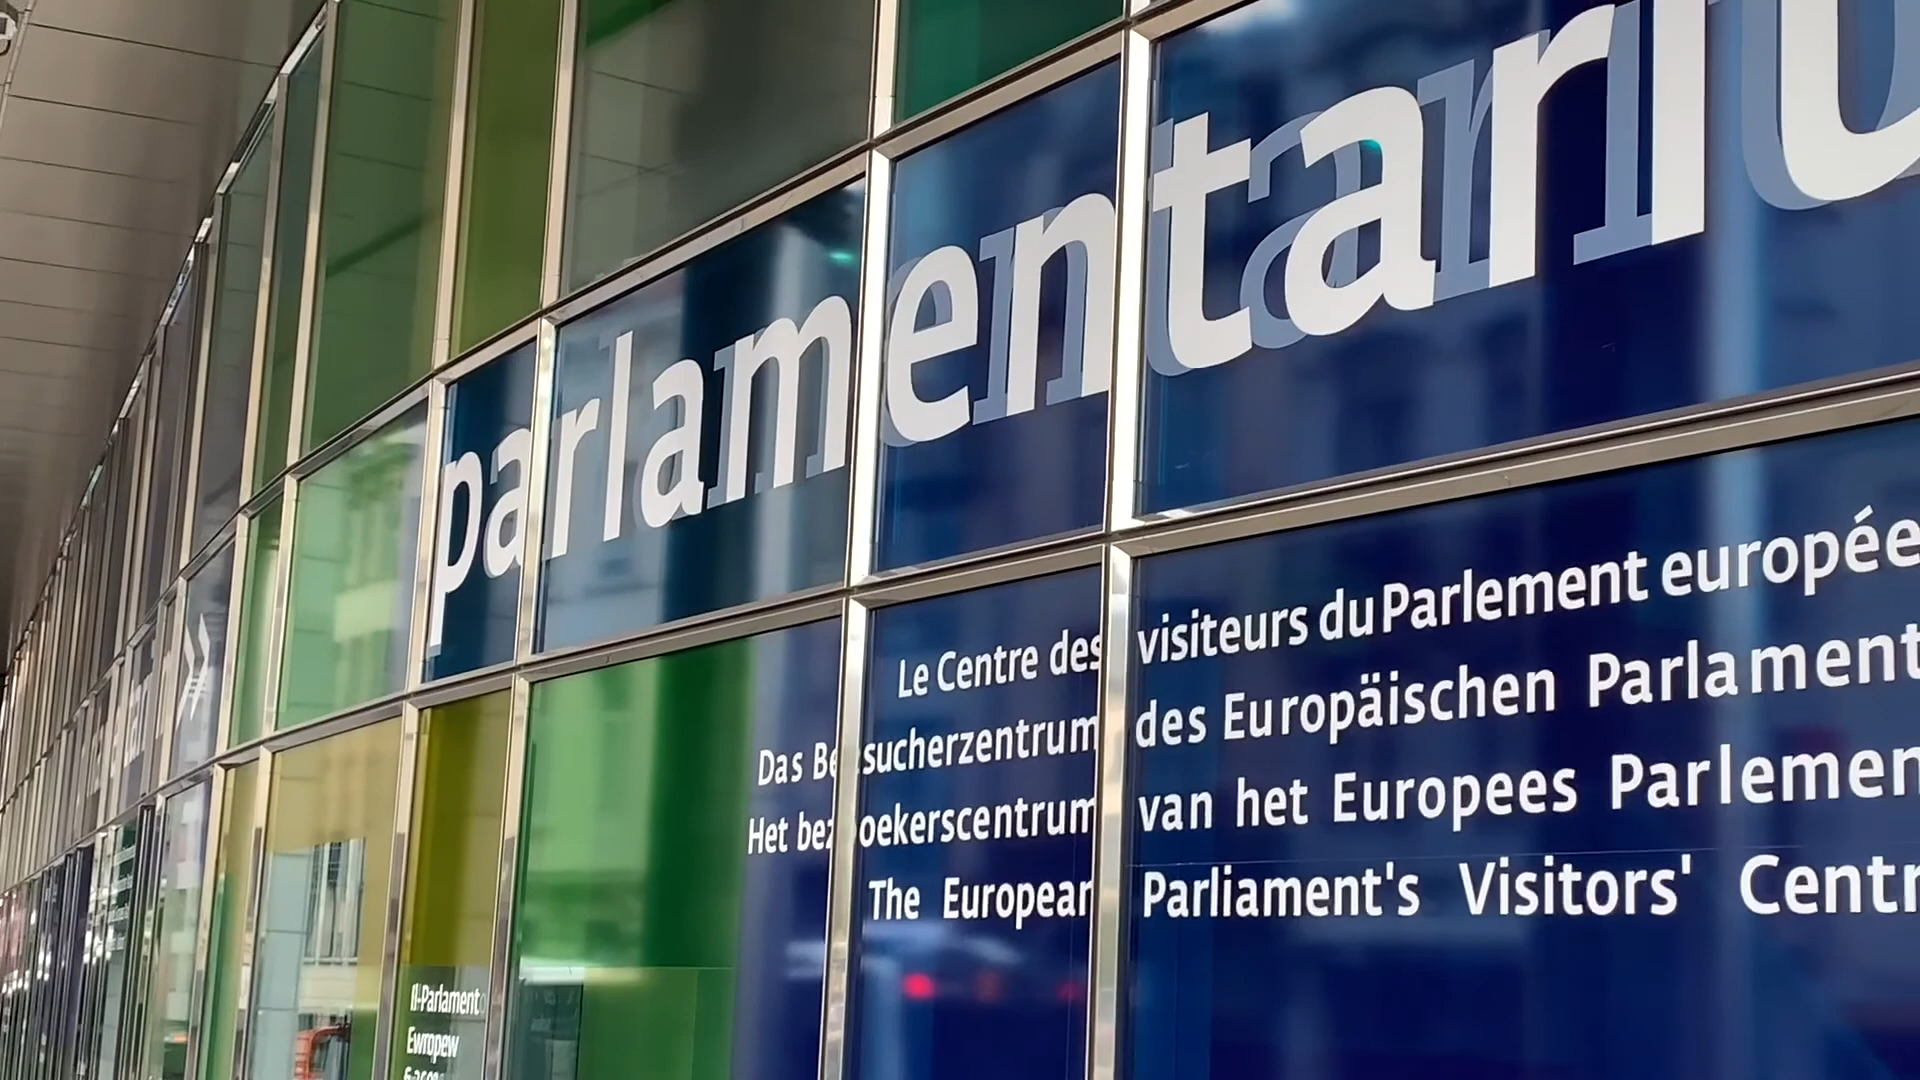 parlamentariu
Le Centre des visiteurs du Parlement europée
Das Besucherzentrum des Europäischen Parlament
Het bezoekerscentrum van het Europees Parlemen
The European Parliament's Visitors' Centr
Il-Parlament
Ewropew